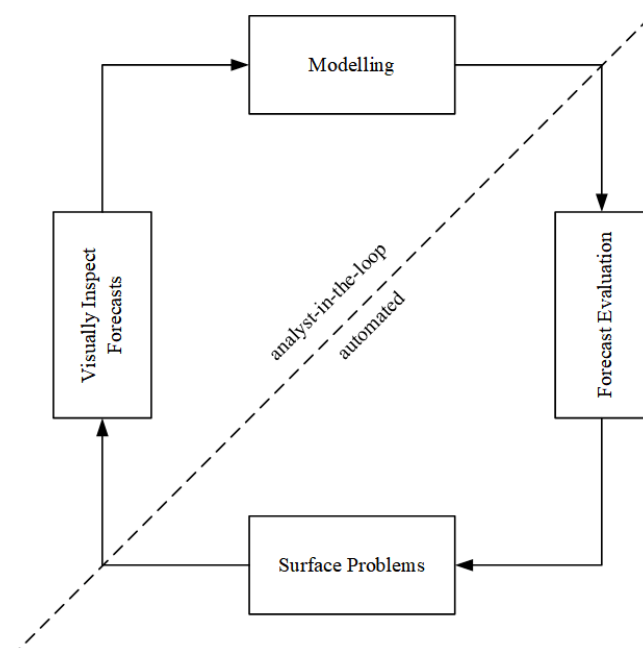 Modelling
Visually Inspect
Forecasts
analyst-in-the-loop
automated
Forecast Evaluation
Surface Problems